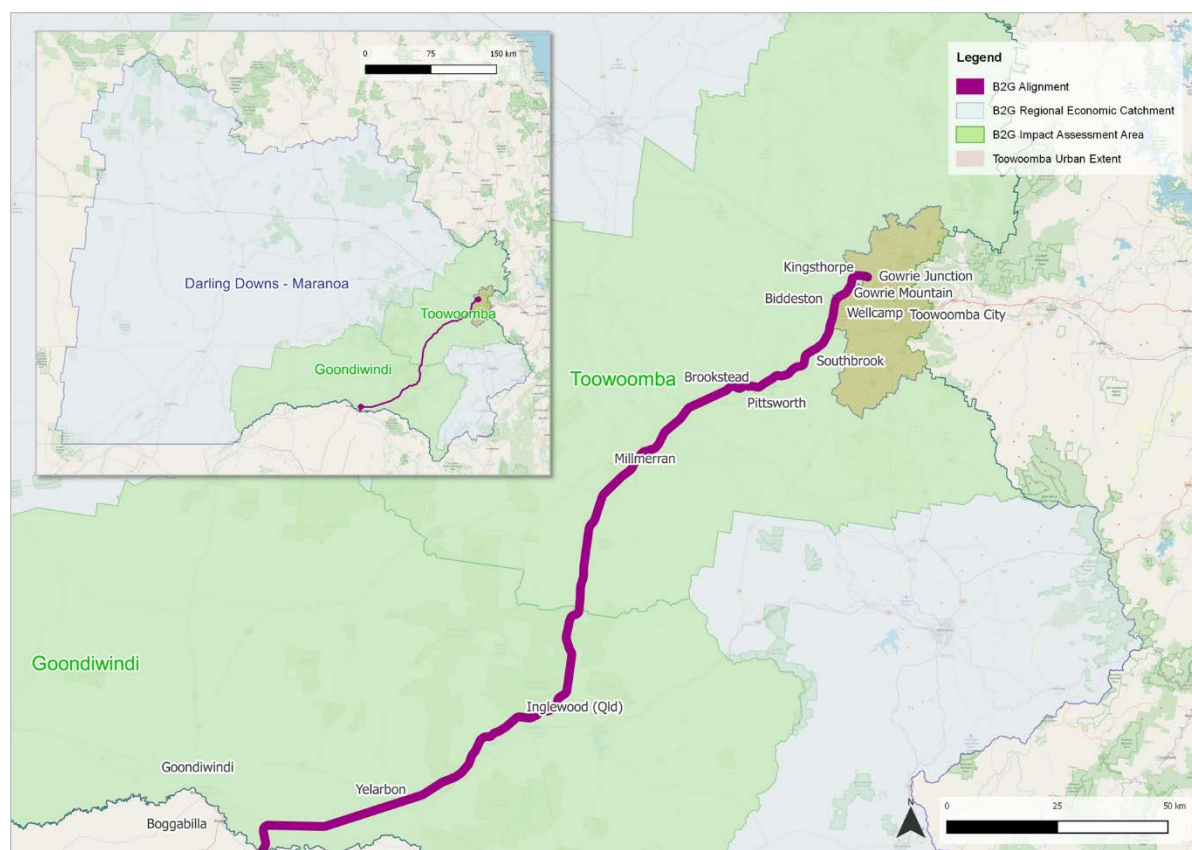 0 75 150 km
Darling Downs - Maranoa
Toowoomba
Goondiwindi
Legend
B2G Alignment
B2G Regional Economic Catchment
B2G Impact Assessment Area
Toowoomba Urban Extent
Kingsthorpe
Gowrie Junction
Biddeston
Gowrie Mountain
Wellcamp
Toowoomba City
Southbrook
Toowoomba
Brookstead
Pittsworth
Millmerran
Goondiwindi
Inglewood (Qld)
Goondiwindi
Yelarbon
Boggabilla
N
0 25 50 km